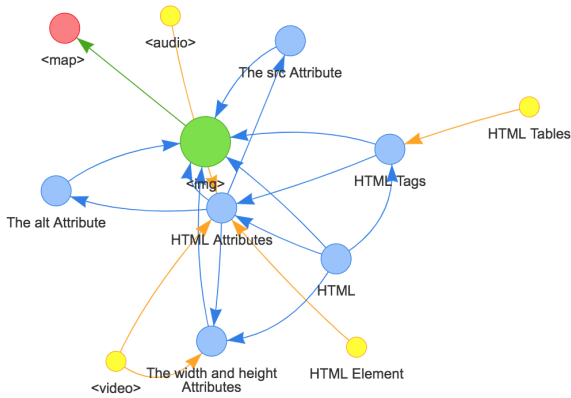 <audio>
<map>
The src Attribute
HTML Tables
<img>
HTML Tags
The alt Attribute
HTML Attributes
HTML
The width and height
Attributes
HTML Element
<video>